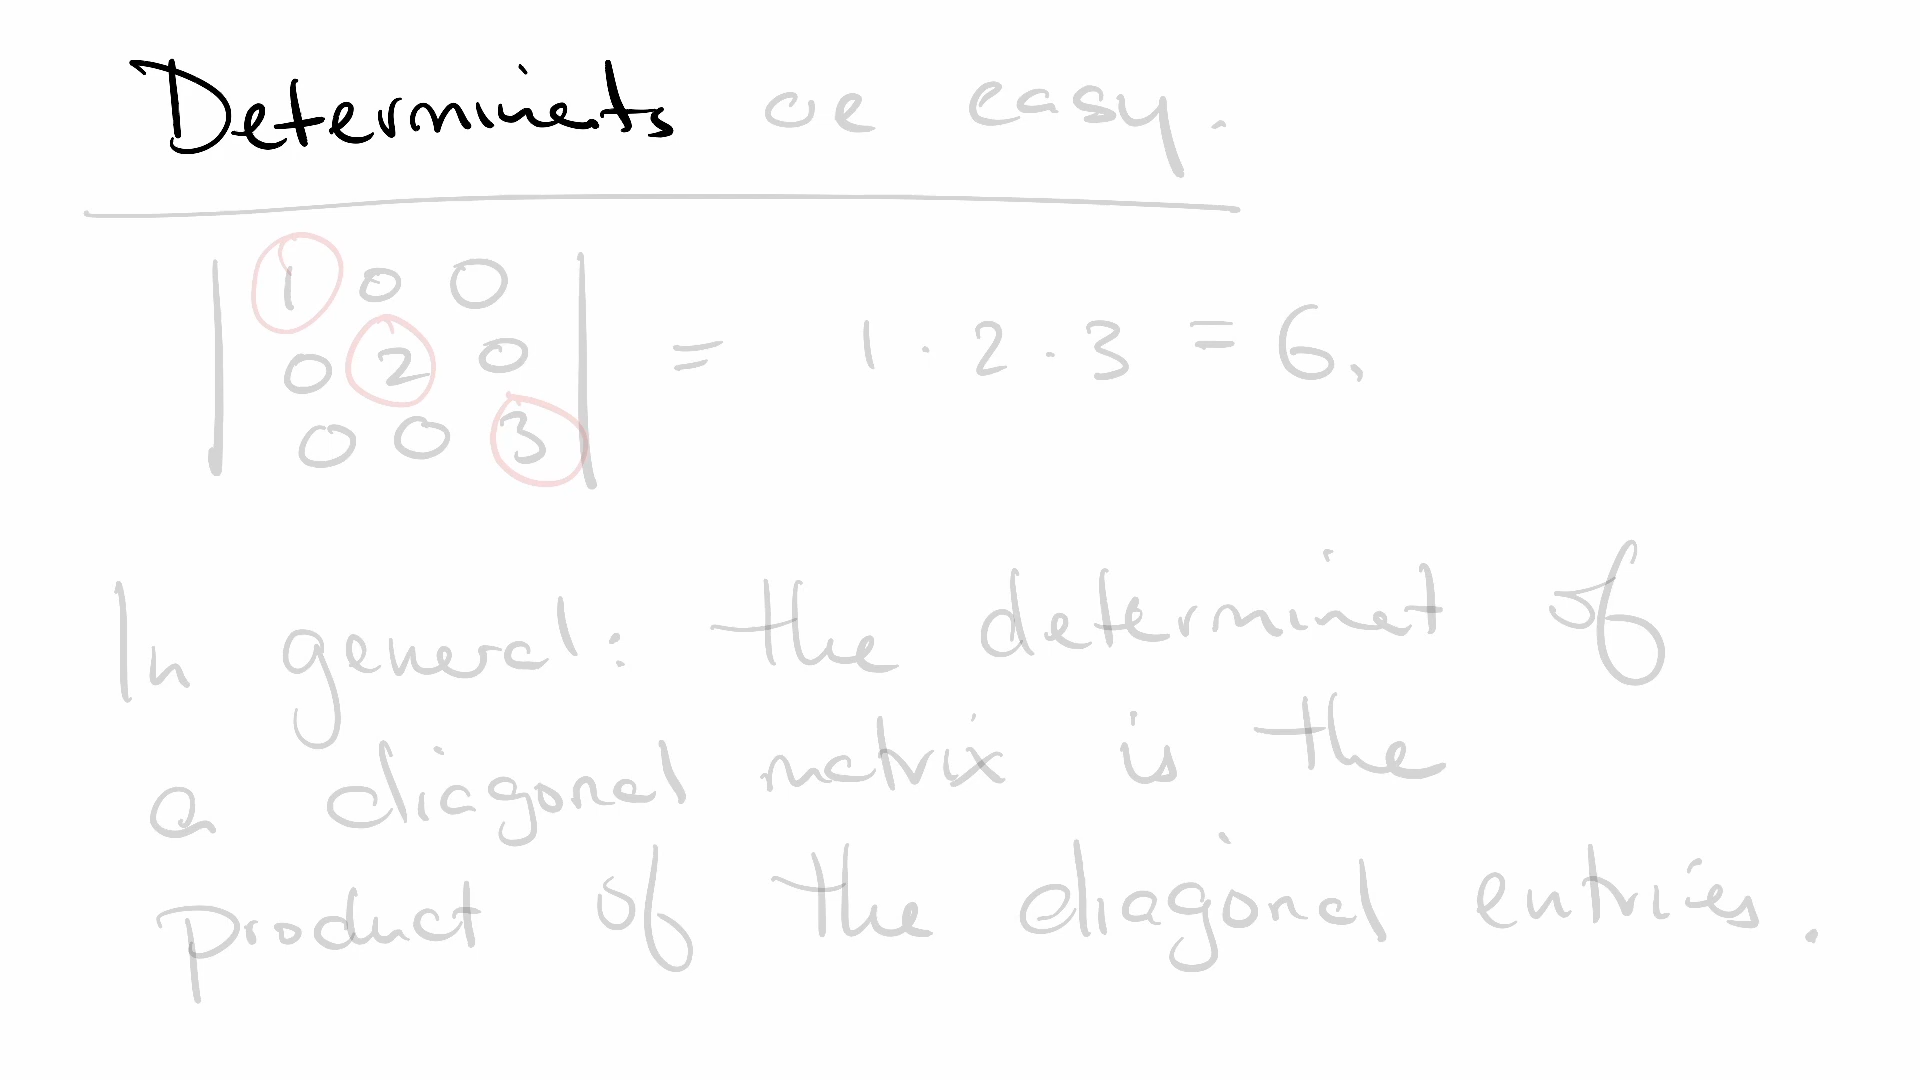 Determinants are easy.
| 1 0 0 |
| 0 2 0 | = 1 · 2 · 3 = 6.
| 0 0 3 |
In general: the determinant of
a diagonal matrix is the
product of the diagonal entries.